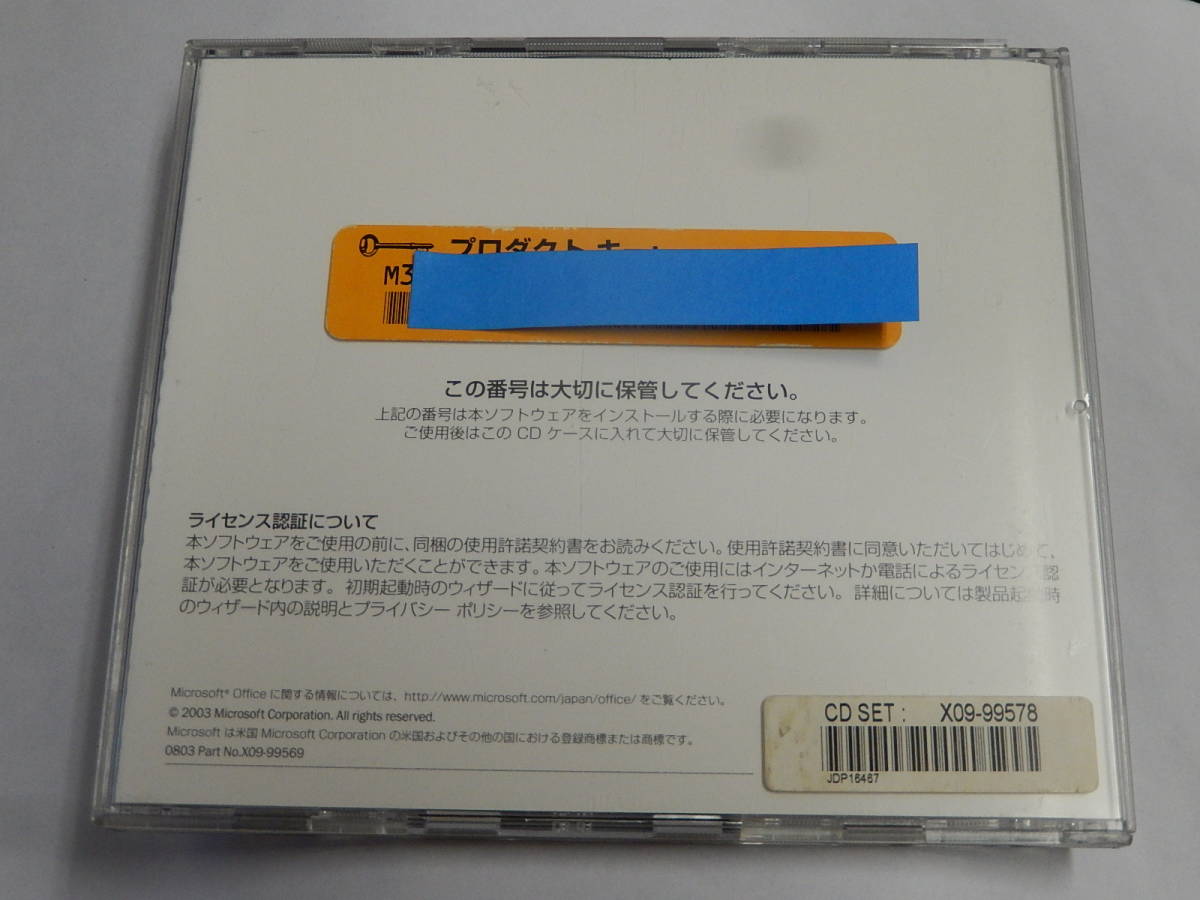 プロダクト キー
M3
この番号は大切に保管してください。
上記の番号は本ソフトウェアをインストールする際に必要になります。
ご使用後はこの CD ケースに入れて大切に保管してください。
ライセンス認証について
本ソフトウェアをご使用の前に、同梱の使用許諾契約書をお読みください。使用許諾契約書に同意いただいてはじめて、
本ソフトウェアをご使用いただくことができます。本ソフトウェアのご使用にはインターネットか電話によるライセンス認
証が必要となります。初期起動時のウィザードに従ってライセンス認証を行ってください。詳細については製品起動時
のウィザード内の説明とプライバシー ポリシーを参照してください。
Microsoft® Office に関する情報については、http://www.microsoft.com/japan/office/ をご覧ください。
© 2003 Microsoft Corporation. All rights reserved.
Microsoft は米国 Microsoft Corporation の米国およびその他の国における登録商標または商標です。
0803 Part No.X09-99569
CD SET : X09-99578
JDP16467